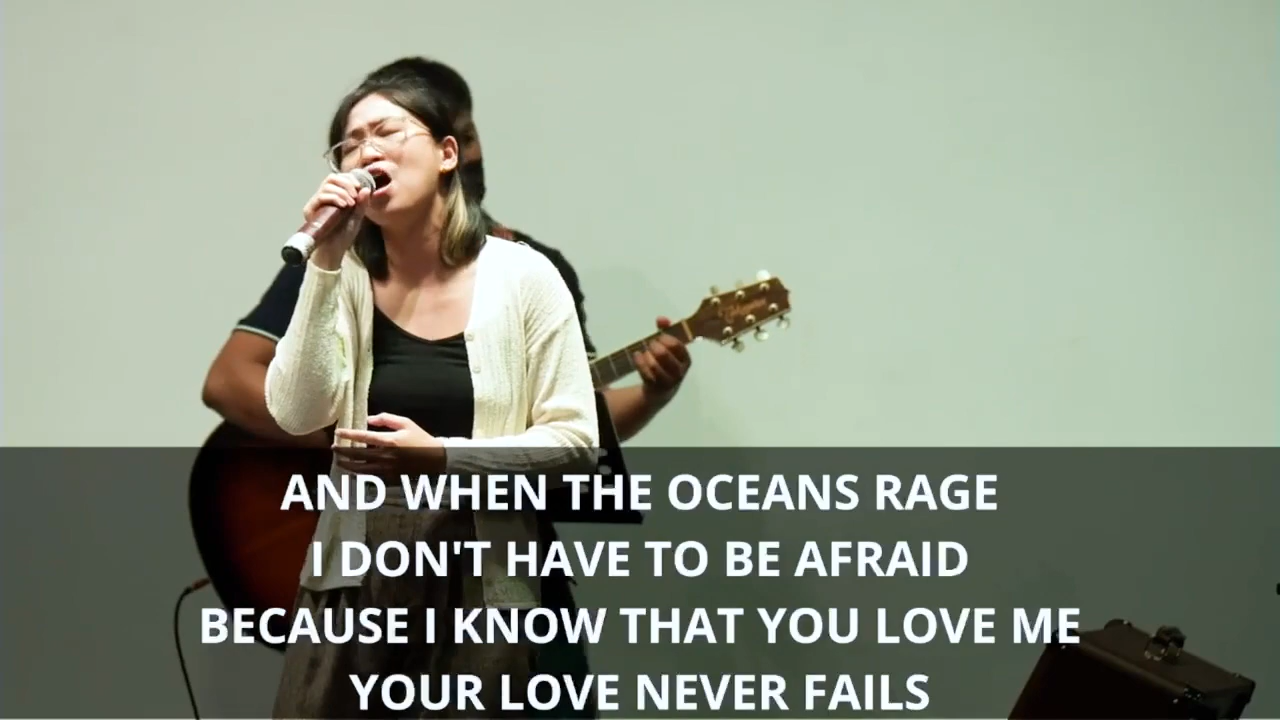 AND WHEN THE OCEANS RAGE
I DON'T HAVE TO BE AFRAID
BECAUSE I KNOW THAT YOU LOVE ME
YOUR LOVE NEVER FAILS